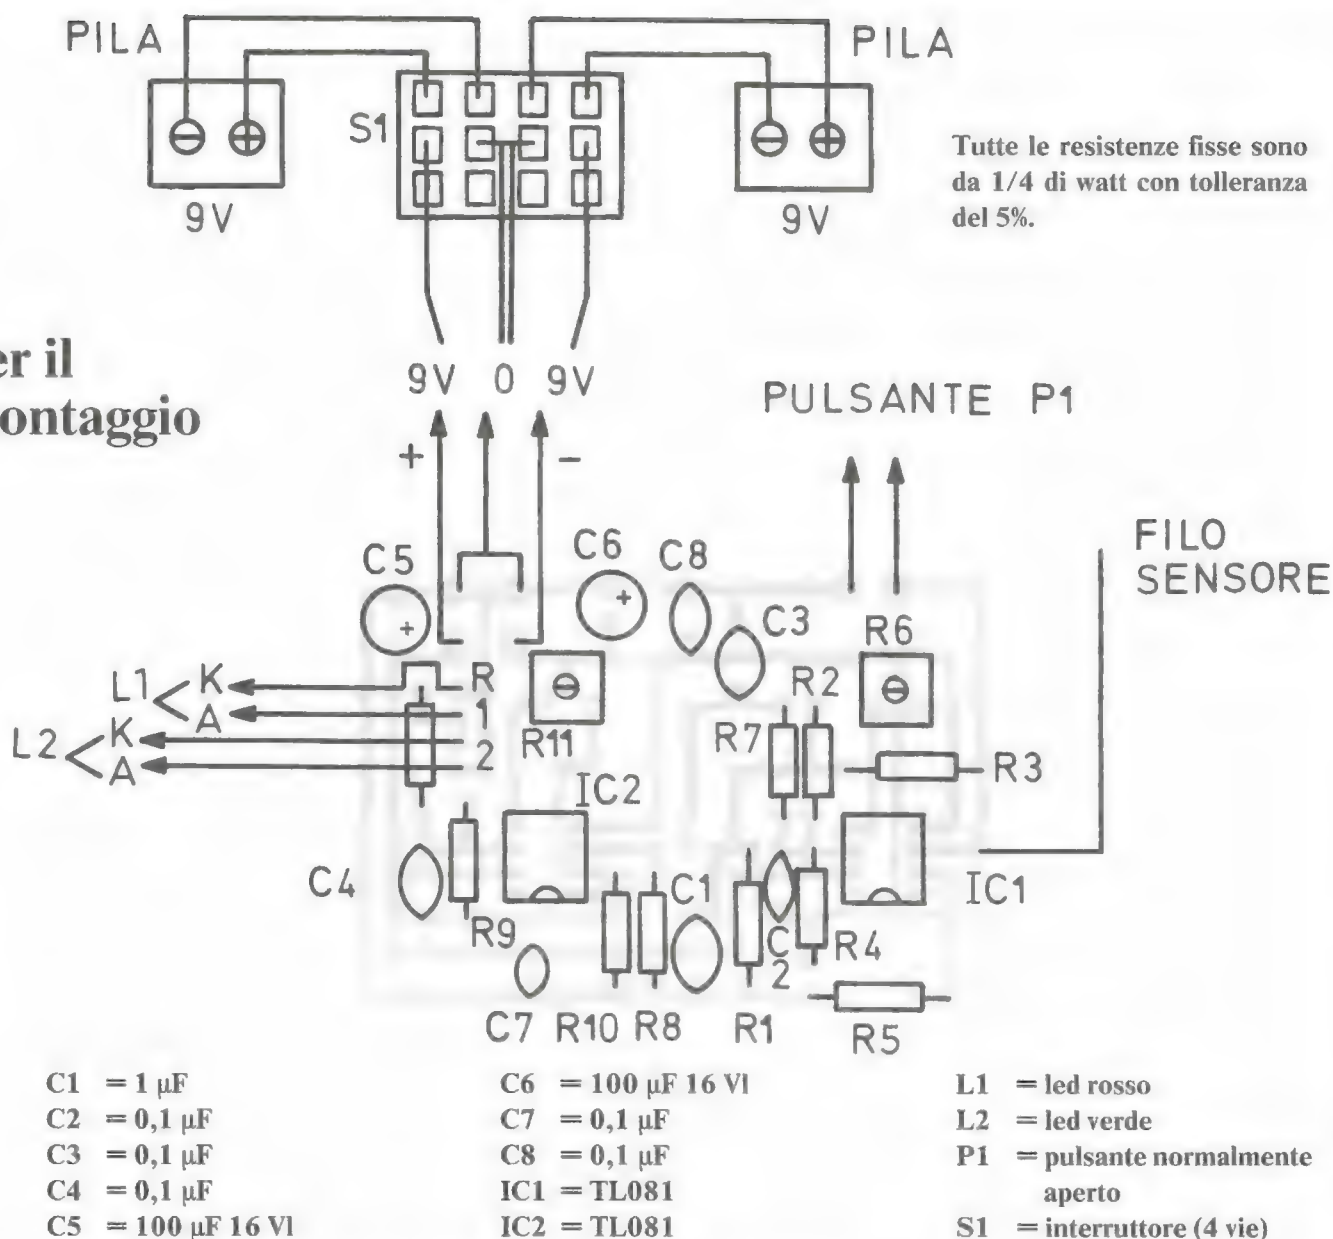 PILA
PILA
S1
9V
9V
Tutte le resistenze fisse sono
da 1/4 di watt con tolleranza
del 5%.
er il
ontaggio
9V 0 9V
+ −
PULSANTE P1
FILO
SENSORE
C5
C6
C8
C3
R6
L1 K
A
L2 K
A
R
1
2
R11
R7
R2
R3
IC2
IC1
C4
R9
C1
C
2
R4
C7 R10 R8 R1 R5
C1 = 1 µF
C2 = 0,1 µF
C3 = 0,1 µF
C4 = 0,1 µF
C5 = 100 µF 16 Vl
C6 = 100 µF 16 Vl
C7 = 0,1 µF
C8 = 0,1 µF
IC1 = TL081
IC2 = TL081
L1 = led rosso
L2 = led verde
P1 = pulsante normalmente
aperto
S1 = interruttore (4 vie)